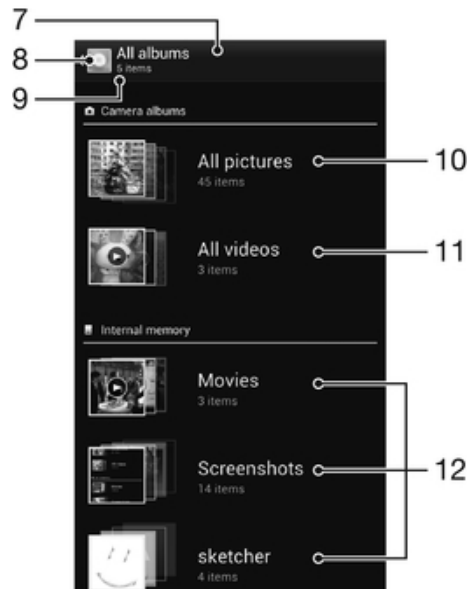 7
8
All albums
5 items
9
Camera albums
All pictures
45 items
10
All videos
3 items
11
Internal memory
Movies
3 items
Screenshots
14 items
12
sketcher
4 items